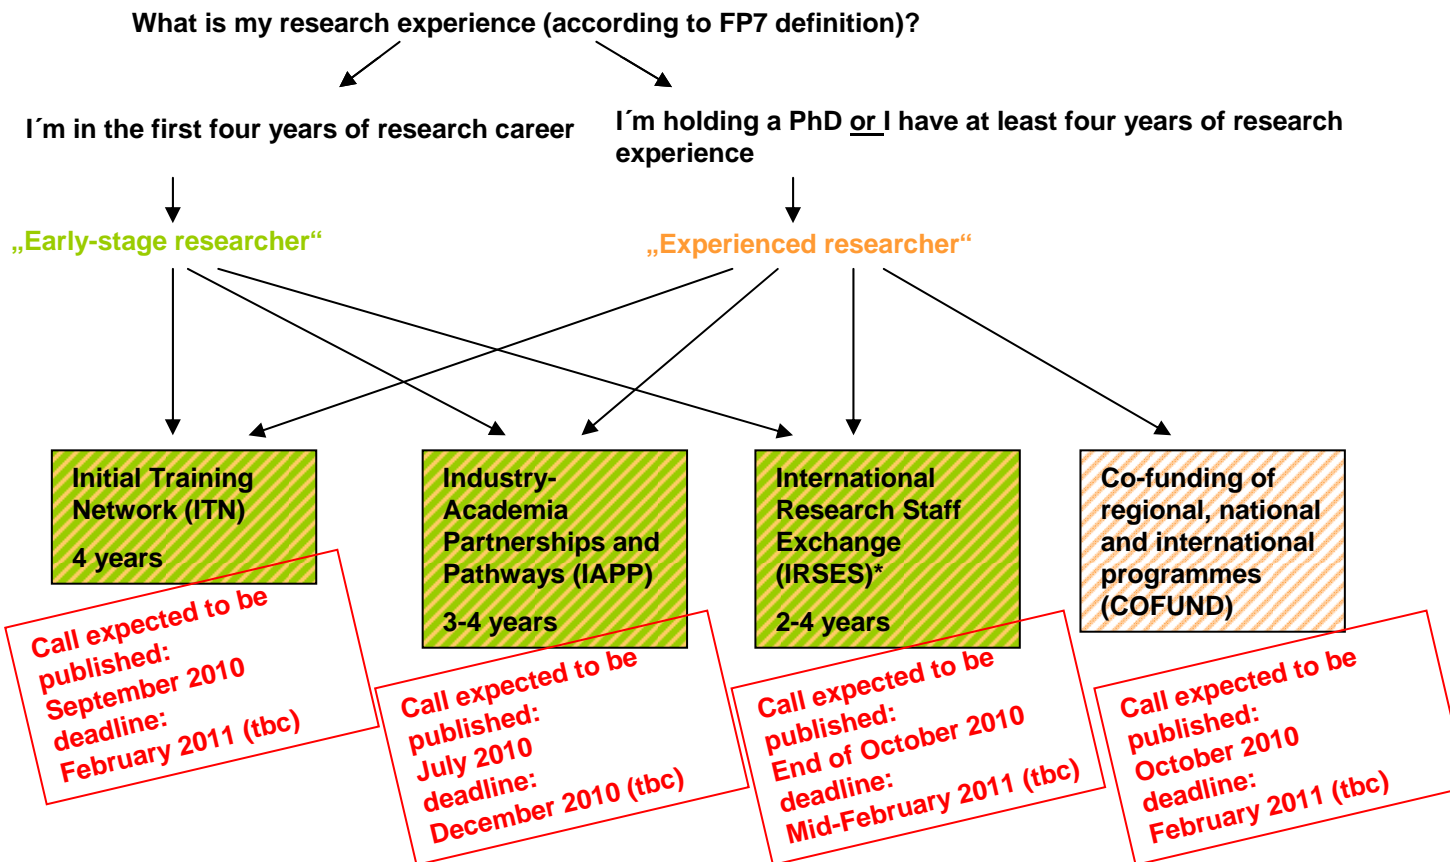 What is my research experience (according to FP7 definition)?
I´m in the first four years of research career
I´m holding a PhD or I have at least four years of research
experience
„Early-stage researcher“
„Experienced researcher“
Initial Training
Network (ITN)
4 years
Industry-
Academia
Partnerships and
Pathways (IAPP)
3-4 years
International
Research Staff
Exchange
(IRSES)*
2-4 years
Co-funding of
regional, national
and international
programmes
(COFUND)
Call expected to be
published:
September 2010
deadline:
February 2011 (tbc)
Call expected to be
published:
July 2010
deadline:
December 2010 (tbc)
Call expected to be
published:
End of October 2010
deadline:
Mid-February 2011 (tbc)
Call expected to be
published:
October 2010
deadline:
February 2011 (tbc)